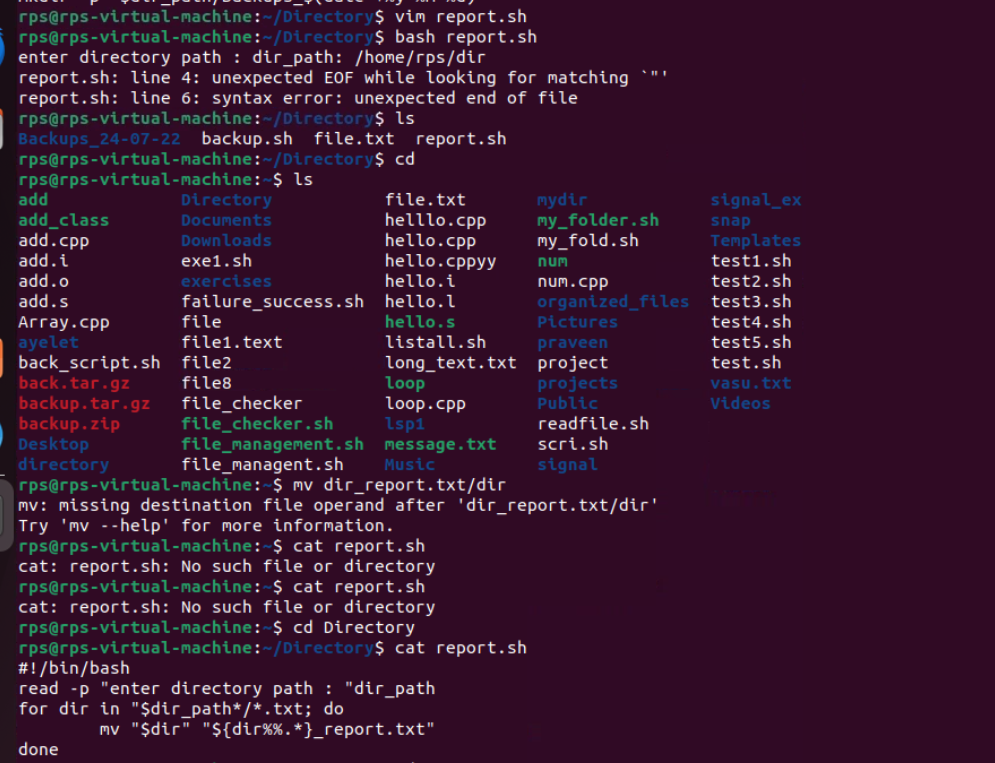 rps@rps-virtual-machine:~/Directory$ vim report.sh
rps@rps-virtual-machine:~/Directory$ bash report.sh
enter directory path : dir_path: /home/rps/dir
report.sh: line 4: unexpected EOF while looking for matching `"'
report.sh: line 6: syntax error: unexpected end of file
rps@rps-virtual-machine:~/Directory$ ls
Backups_24-07-22  backup.sh  file.txt  report.sh
rps@rps-virtual-machine:~/Directory$ cd
rps@rps-virtual-machine:~$ ls
add             Directory           file.txt       mydir            signal_ex
add_class       Documents           helllo.cpp     my_folder.sh     snap
add.cpp         Downloads           hello.cpp      my_fold.sh       Templates
add.i           exe1.sh             hello.cppyy    num              test1.sh
add.o           exercises           hello.i        num.cpp          test2.sh
add.s           failure_success.sh  hello.l        organized_files  test3.sh
Array.cpp       file                hello.s        Pictures         test4.sh
ayelet          file1.text          listall.sh     praveen          test5.sh
back_script.sh  file2               long_text.txt  project          test.sh
back.tar.gz     file8               loop           projects         vasu.txt
backup.tar.gz   file_checker        loop.cpp       Public           Videos
backup.zip      file_checker.sh     lsp1           readfile.sh
Desktop         file_management.sh  message.txt    scri.sh
directory       file_managent.sh    Music          signal
rps@rps-virtual-machine:~$ mv dir_report.txt/dir
mv: missing destination file operand after 'dir_report.txt/dir'
Try 'mv --help' for more information.
rps@rps-virtual-machine:~$ cat report.sh
cat: report.sh: No such file or directory
rps@rps-virtual-machine:~$ cat report.sh
cat: report.sh: No such file or directory
rps@rps-virtual-machine:~$ cd Directory
rps@rps-virtual-machine:~/Directory$ cat report.sh
#!/bin/bash
read -p "enter directory path : "dir_path
for dir in "$dir_path*/*.txt; do
        mv "$dir" "${dir%%.*}_report.txt"
done